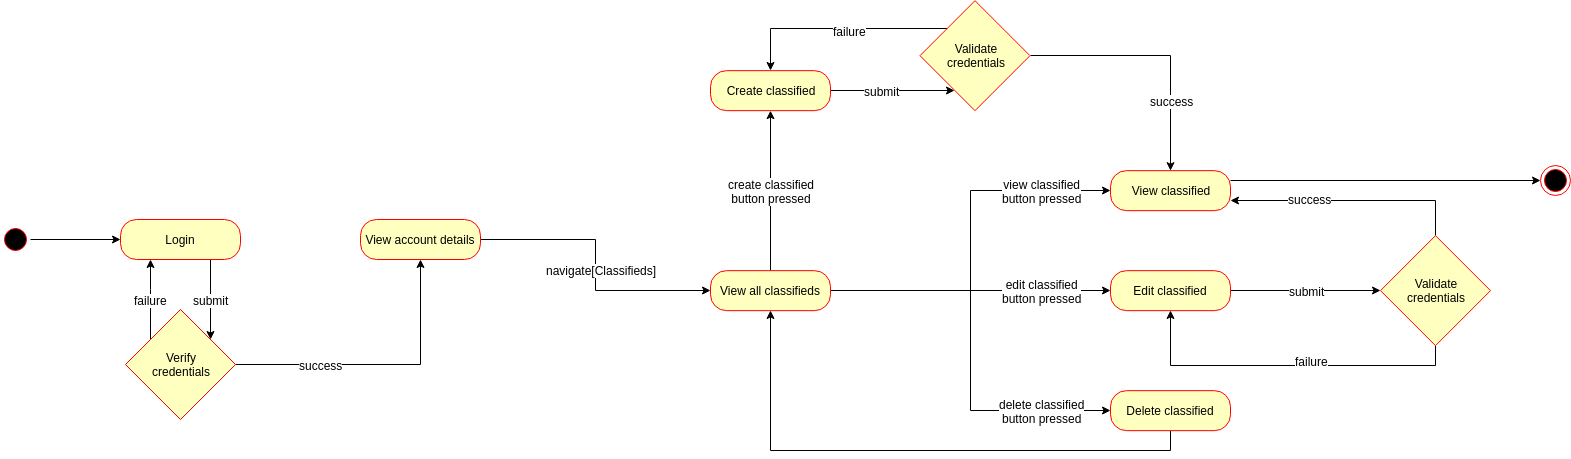 failure
Validate
credentials
Create classified
submit
success
create classified
button pressed
view classified
button pressed
View classified
success
Login
View account details
navigate[Classifieds]
View all classifieds
edit classified
button pressed
Edit classified
submit
Validate
credentials
failure
submit
Verify
credentials
success
failure
delete classified
button pressed
Delete classified